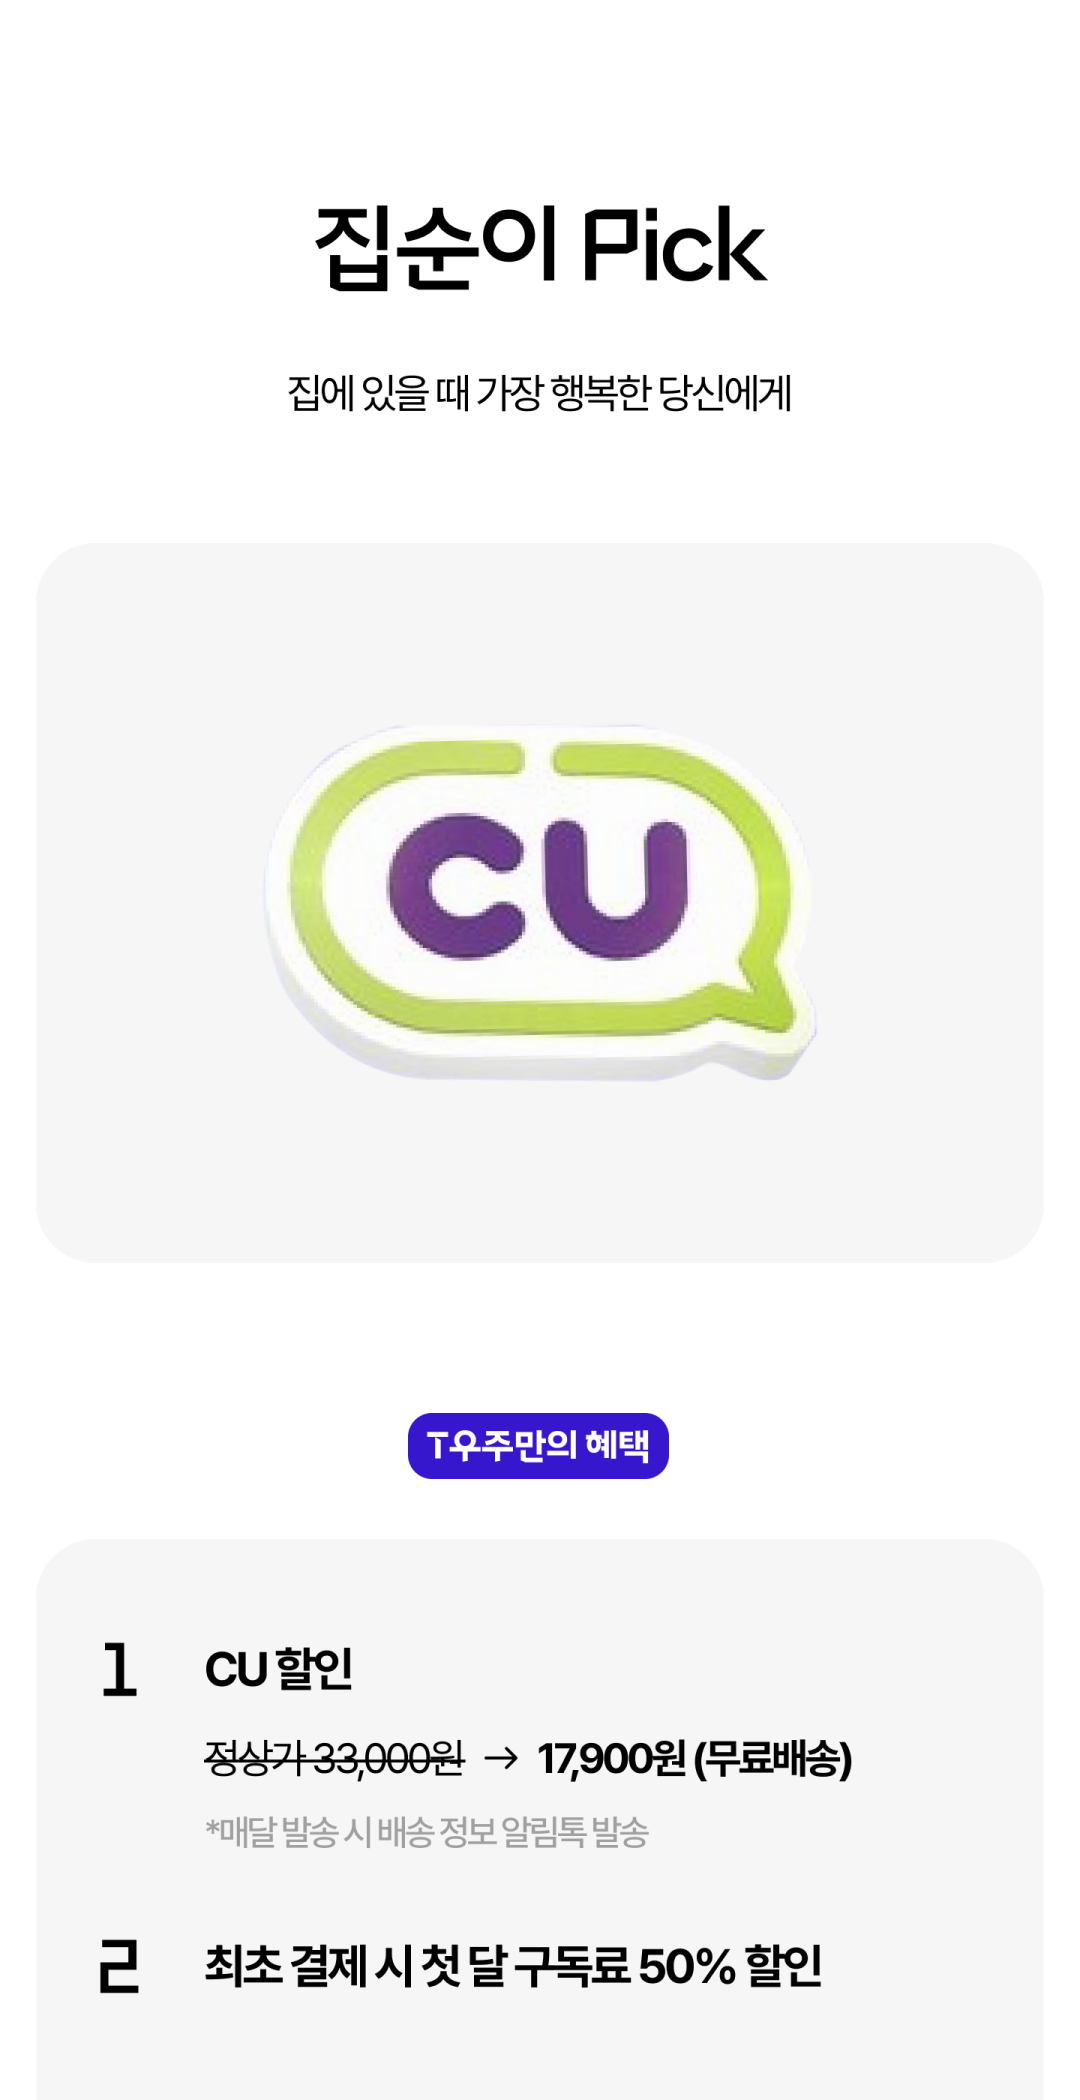 집순이 Pick
집에 있을 때 가장 행복한 당신에게
CU
T우주만의 혜택
1 CU 할인
정상가 33,000원 → 17,900원 (무료배송)
*매달 발송 시 배송 정보 알림톡 발송
2 최초 결제 시 첫 달 구독료 50% 할인